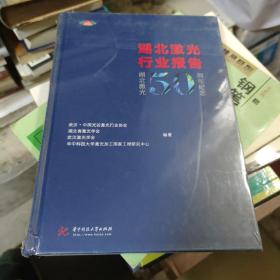 湖北激光
行业报告
湖北激光 50 周年纪念
武汉·中国光谷激光行业协会
湖北省激光学会
武汉激光学会
华中科技大学激光加工国家工程研究中心
编著
华中科技大学出版社
钢笔